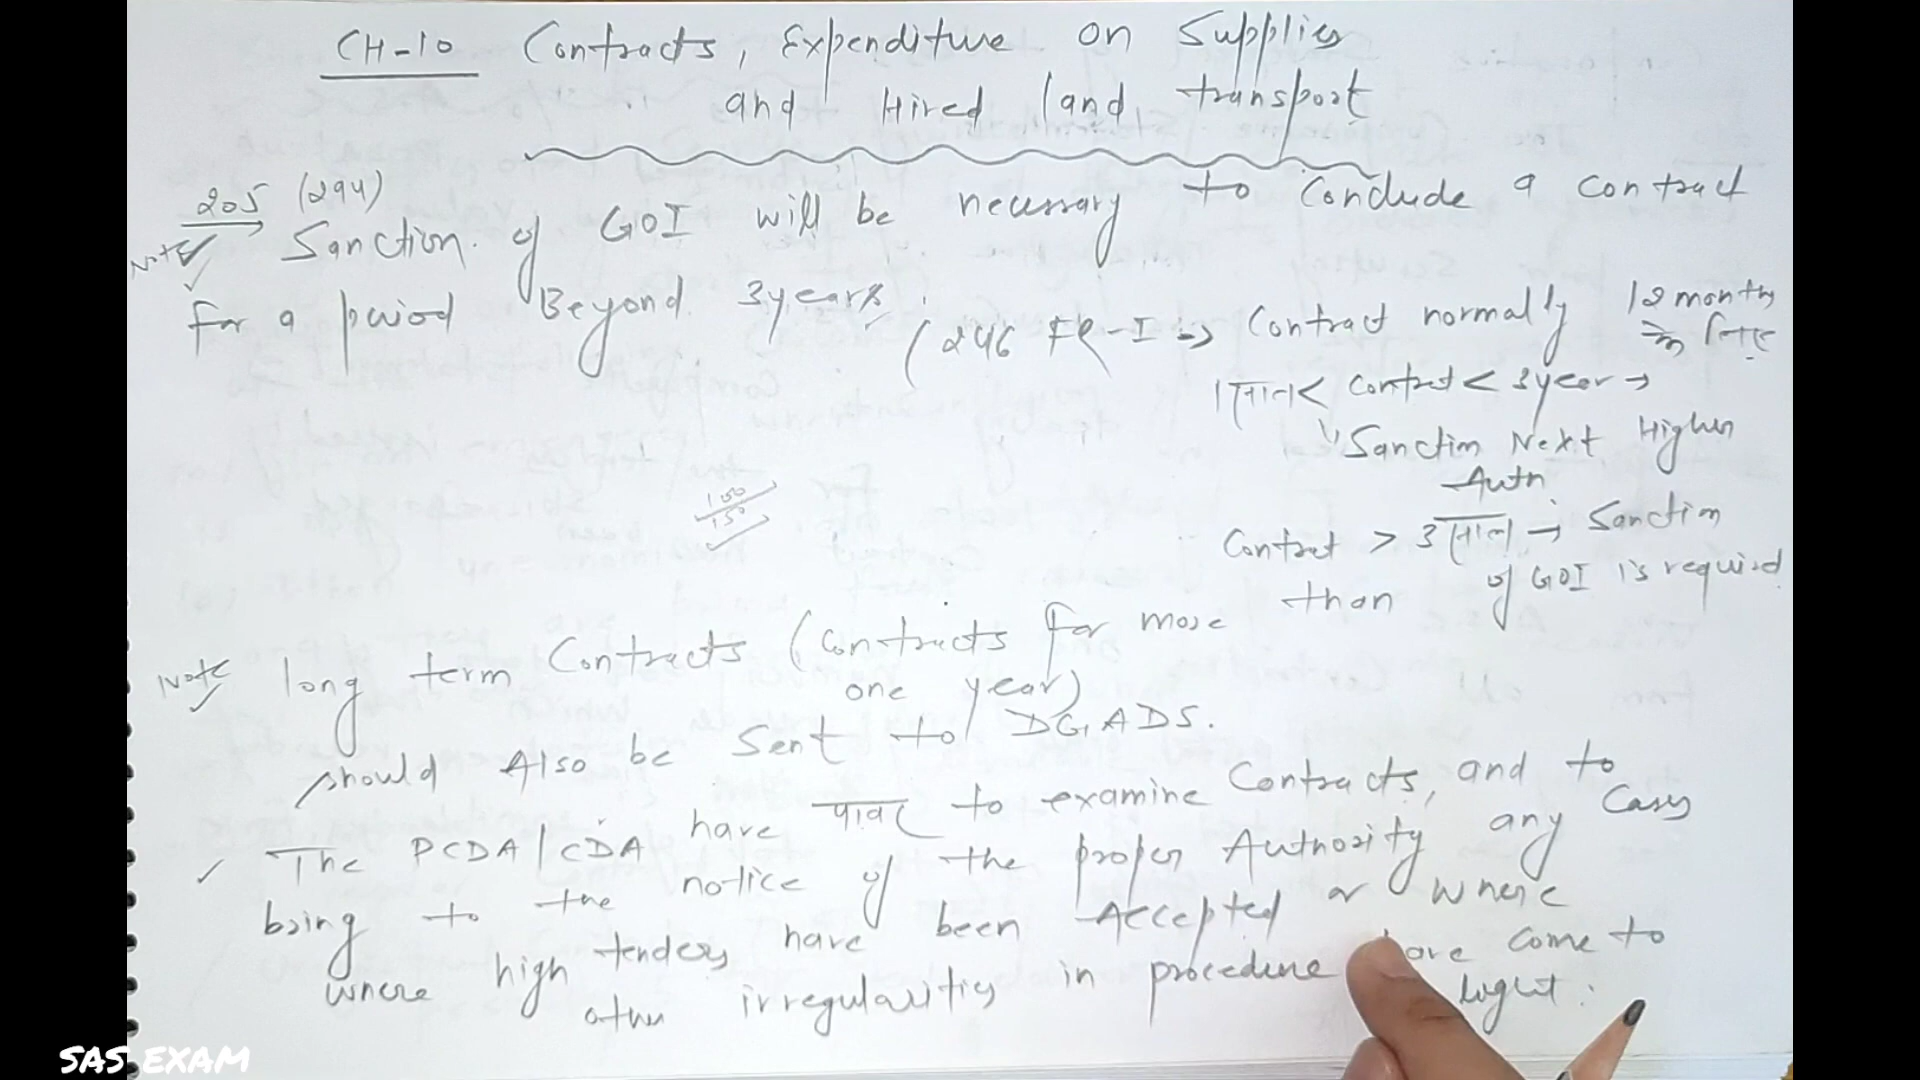 CH-10 Contracts, Expenditure on Supplies
and Hired land transport
205 (294)
Note Sanction of GOI will be necessary to conclude a contract
for a period Beyond 3 years
(246 FR-I → Contract normally 12 months
के लिए
1 साल < contract < 3 year →
Sanction Next Higher
Auth
Contract > 3 साल → Sanction
of GOI is required
100
150
Note long term Contracts (Contracts for more than
one year)
should Also be sent to DGADS.
The PCDA/CDA have पावर to examine Contracts, and to
bring to the notice of the proper Authority any cases
where high tenders have been Accepted or where
other irregularities in procedure have come to
light.
SAS EXAM